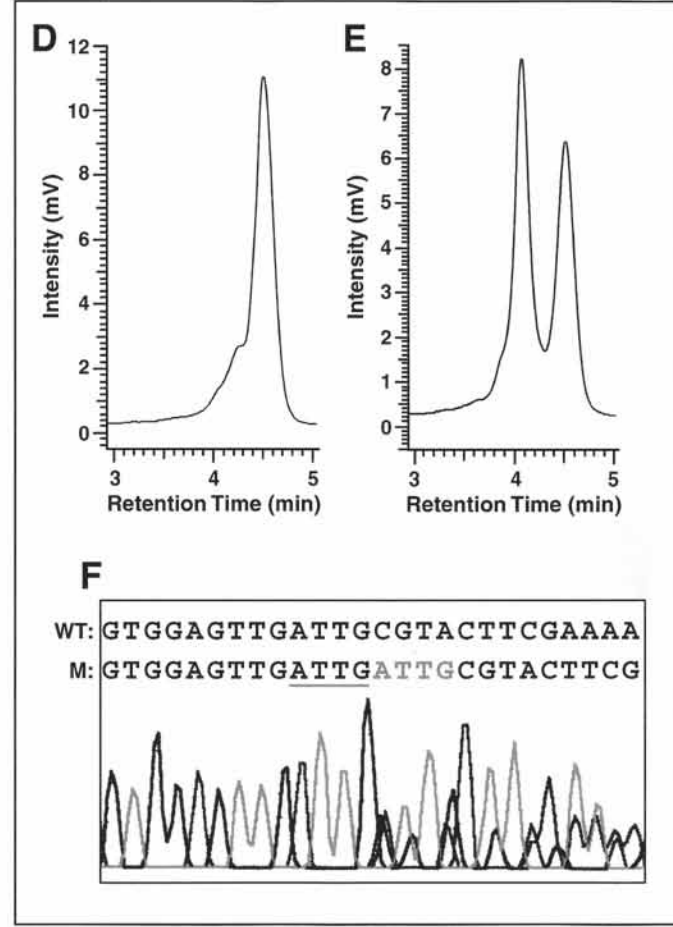 D
12
10
8
6
4
2
0
Intensity (mV)
3 4 5
Retention Time (min)
E
8
7
6
5
4
3
2
1
0
Intensity (mV)
3 4 5
Retention Time (min)
F
WT: GTGGAGTTGATTGCGTACTTCGAAAA
M: GTGGAGTTGATTGATTGCGTACTTCG